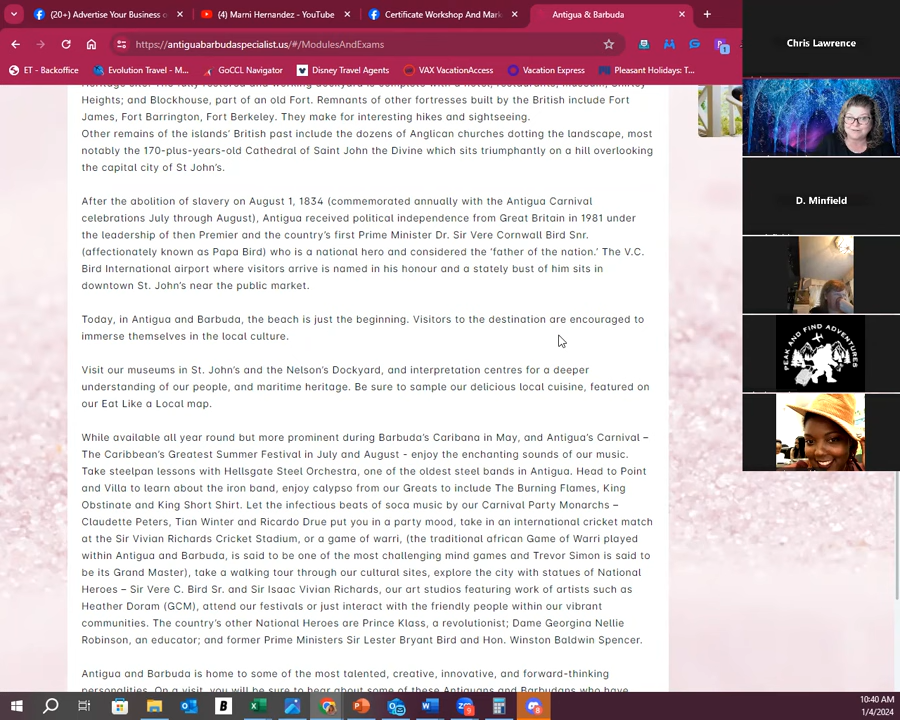 (20+) Advertise Your Business o
(4) Marni Hernandez - YouTube
Certificate Workshop And Mark
Antigua & Barbuda
https://antiguabarbudaspecialist.us/#/ModulesAndExams
ET - Backoffice
Evolution Travel - M...
GoCCL Navigator
Disney Travel Agents
VAX VacationAccess
Vacation Express
Pleasant Holidays: T...
Heights; and Blockhouse, part of an old Fort. Remnants of other fortresses built by the British include Fort
James, Fort Barrington, Fort Berkeley. They make for interesting hikes and sightseeing.
Other remains of the islands' British past include the dozens of Anglican churches dotting the landscape, most
notably the 170-plus-years-old Cathedral of Saint John the Divine which sits triumphantly on a hill overlooking
the capital city of St John's.
After the abolition of slavery on August 1, 1834 (commemorated annually with the Antigua Carnival
celebrations July through August), Antigua received political independence from Great Britain in 1981 under
the leadership of then Premier and the country's first Prime Minister Dr. Sir Vere Cornwall Bird Snr.
(affectionately known as Papa Bird) who is a national hero and considered the 'father of the nation.' The V.C.
Bird International airport where visitors arrive is named in his honour and a stately bust of him sits in
downtown St. John's near the public market.
Today, in Antigua and Barbuda, the beach is just the beginning. Visitors to the destination are encouraged to
immerse themselves in the local culture.
Visit our museums in St. John's and the Nelson's Dockyard, and interpretation centres for a deeper
understanding of our people, and maritime heritage. Be sure to sample our delicious local cuisine, featured on
our Eat Like a Local map.
While available all year round but more prominent during Barbuda's Caribana in May, and Antigua's Carnival –
The Caribbean's Greatest Summer Festival in July and August - enjoy the enchanting sounds of our music.
Take steelpan lessons with Hellsgate Steel Orchestra, one of the oldest steel bands in Antigua. Head to Point
and Villa to learn about the iron band, enjoy calypso from our Greats to include The Burning Flames, King
Obstinate and King Short Shirt. Let the infectious beats of soca music by our Carnival Party Monarchs –
Claudette Peters, Tian Winter and Ricardo Drue put you in a party mood, take in an international cricket match
at the Sir Vivian Richards Cricket Stadium, or a game of warri, (the traditional african Game of Warri played
within Antigua and Barbuda, is said to be one of the most challenging mind games and Trevor Simon is said to
be its Grand Master), take a walking tour through our cultural sites, explore the city with statues of National
Heroes – Sir Vere C. Bird Sr. and Sir Isaac Vivian Richards, our art studios featuring work of artists such as
Heather Doram (GCM), attend our festivals or just interact with the friendly people within our vibrant
communities. The country's other National Heroes are Prince Klass, a revolutionist; Dame Georgina Nellie
Robinson, an educator; and former Prime Ministers Sir Lester Bryant Bird and Hon. Winston Baldwin Spencer.
Antigua and Barbuda is home to some of the most talented, creative, innovative, and forward-thinking
personalities. On a visit, you will be sure to hear about some of these Antiguans and Barbudans who have
Chris Lawrence
D. Minfield
PEAK AND FIND ADVENTURES
10:40 AM
1/4/2024